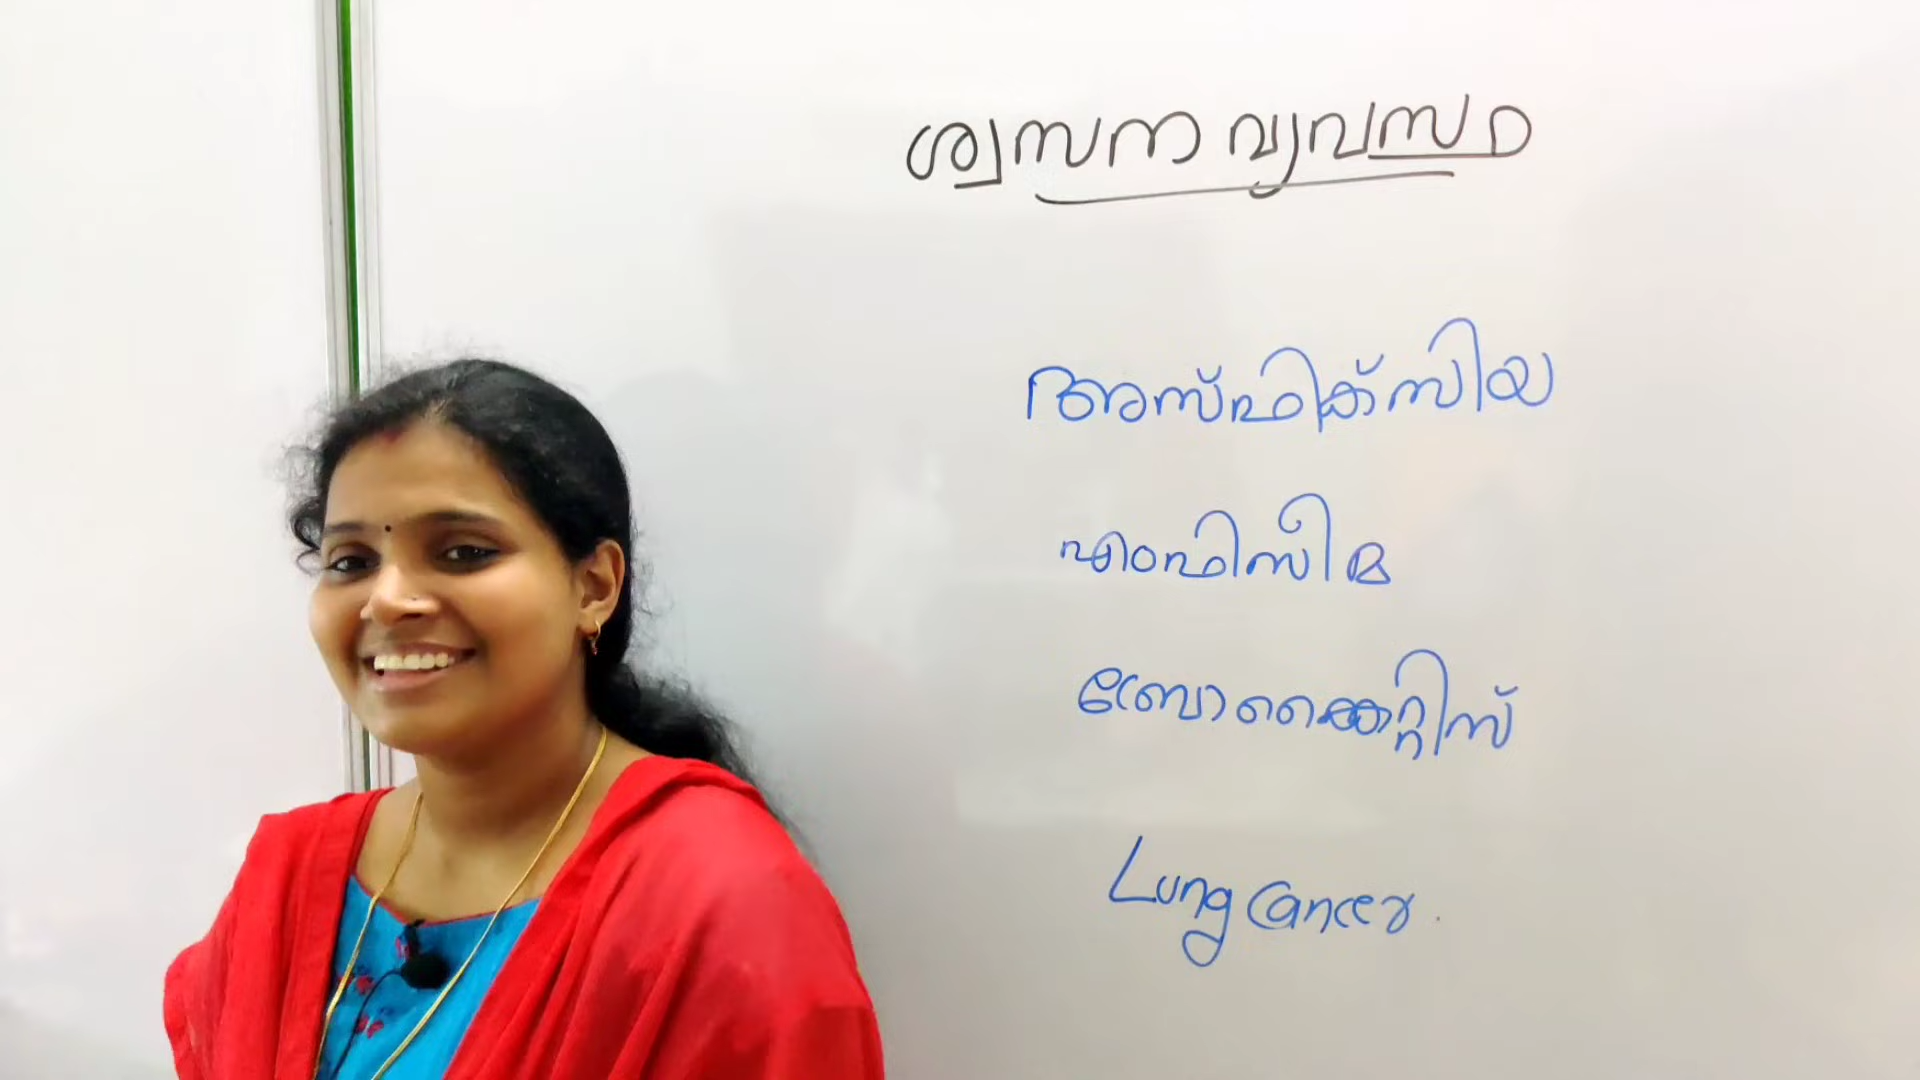 ശ്വസന വ്യവസ്ഥ
അസ്ഫിക്സിയ
എംഫിസീമ
ബ്രോങ്കൈറ്റിസ്
Lung Cancer